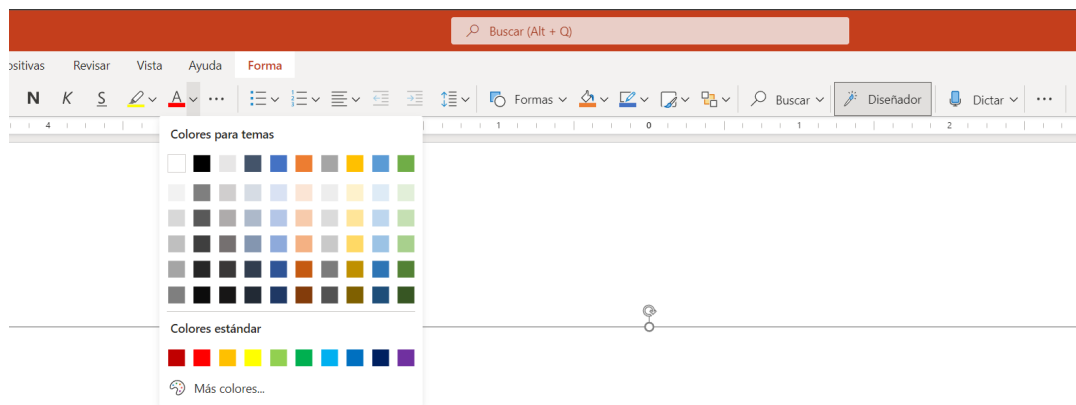 Buscar (Alt + Q)
ositivas Revisar Vista Ayuda Forma
N K S A Formas Buscar Diseñador Dictar
4 1 0 1 2
Colores para temas
Colores estándar
Más colores...